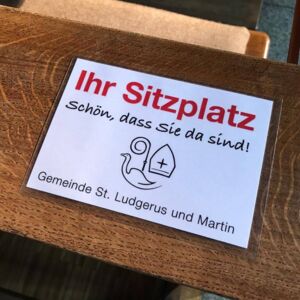 Ihr Sitzplatz
Schön, dass Sie da sind!
Gemeinde St. Ludgerus und Martin